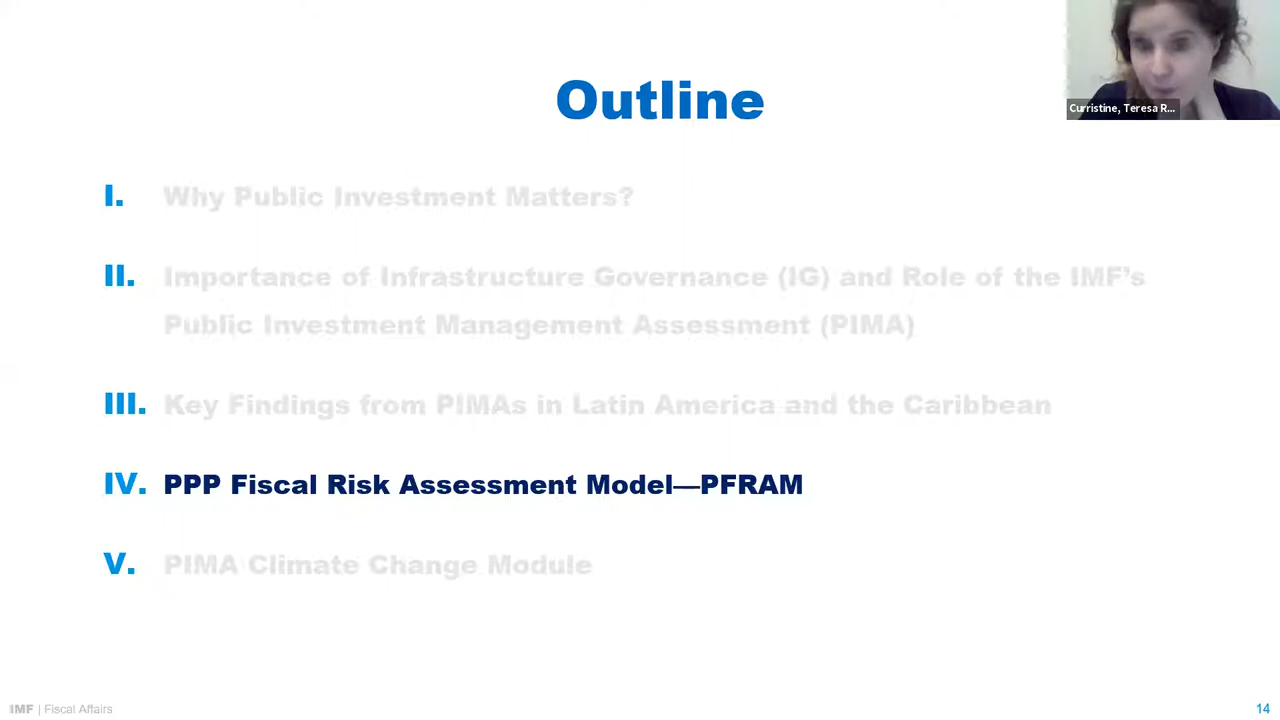 Outline
Curristine, Teresa R...
I. Why Public Investment Matters?
II. Importance of Infrastructure Governance (IG) and Role of the IMF’s
Public Investment Management Assessment (PIMA)
III. Key Findings from PIMAs in Latin America and the Caribbean
IV. PPP Fiscal Risk Assessment Model—PFRAM
V. PIMA Climate Change Module
IMF | Fiscal Affairs
14